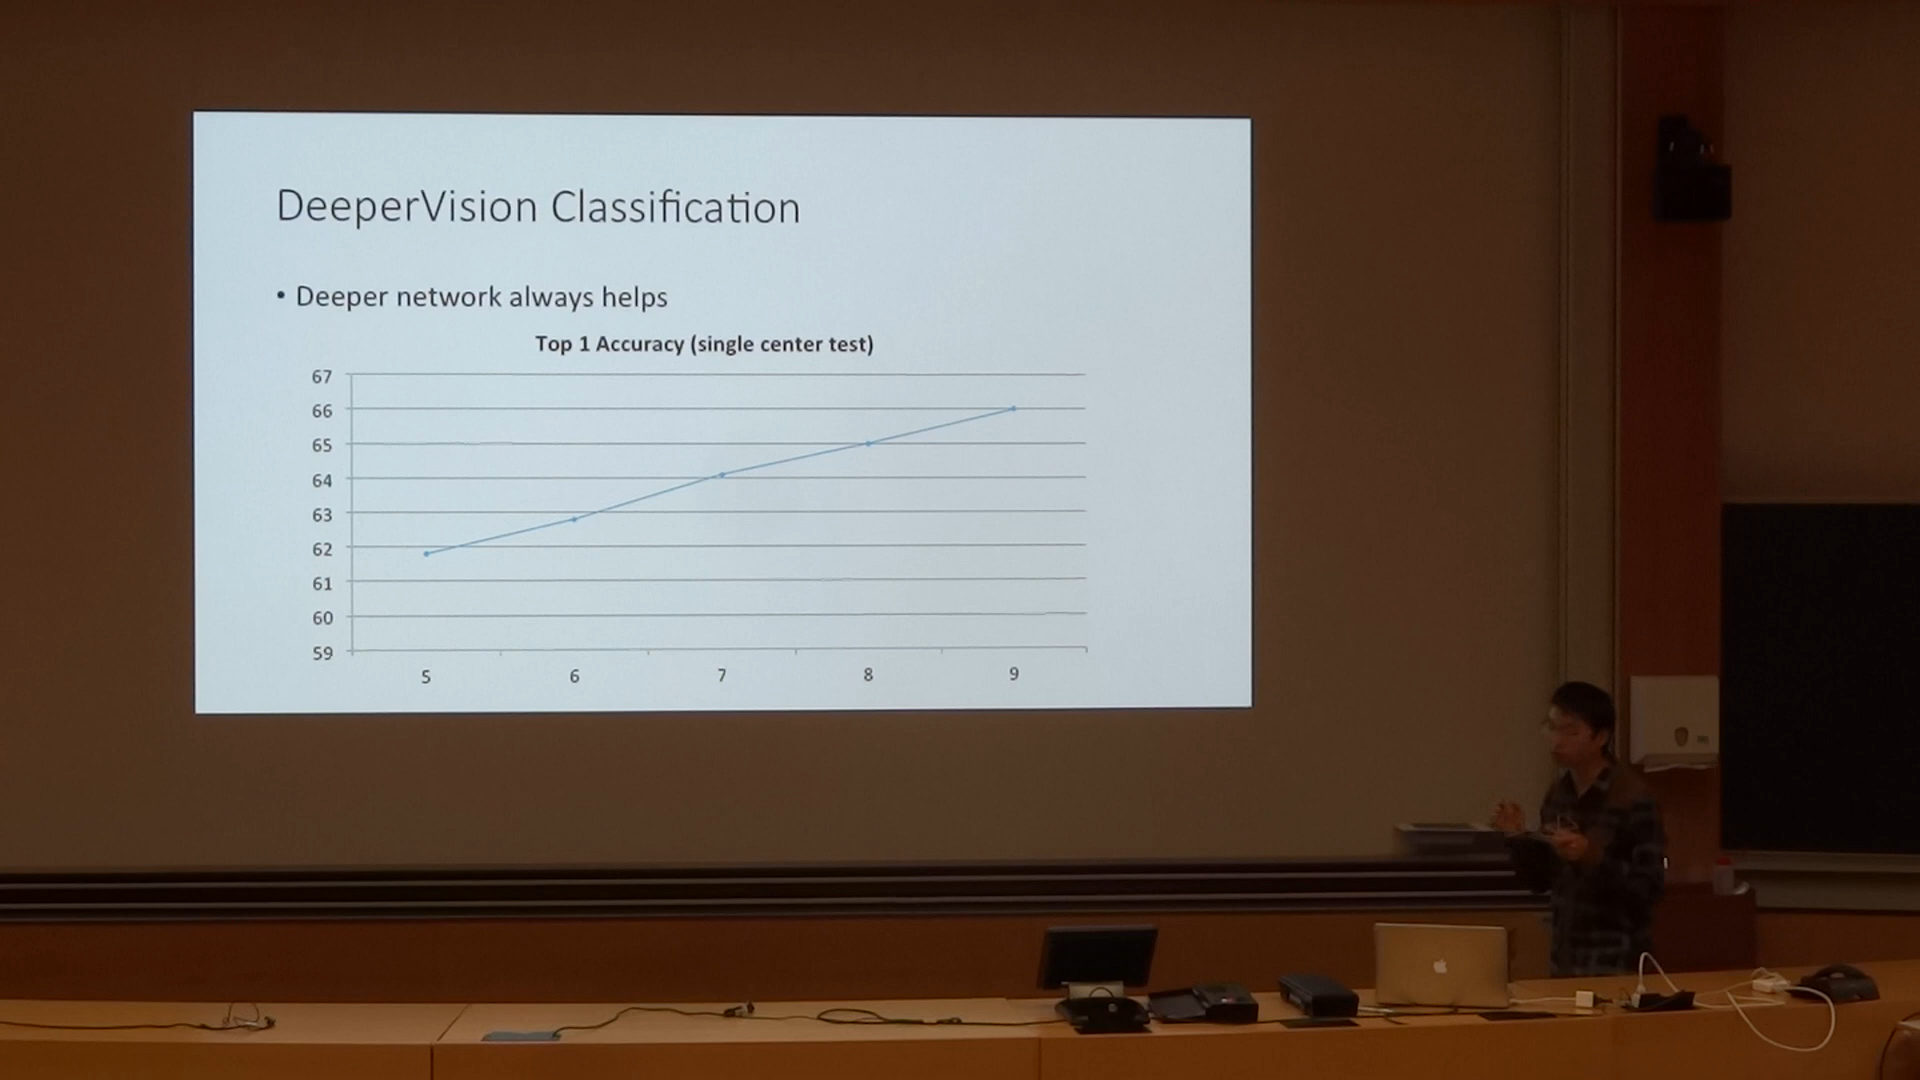 DeeperVision Classification
• Deeper network always helps
Top 1 Accuracy (single center test)
67
66
65
64
63
62
61
60
59
5 6 7 8 9